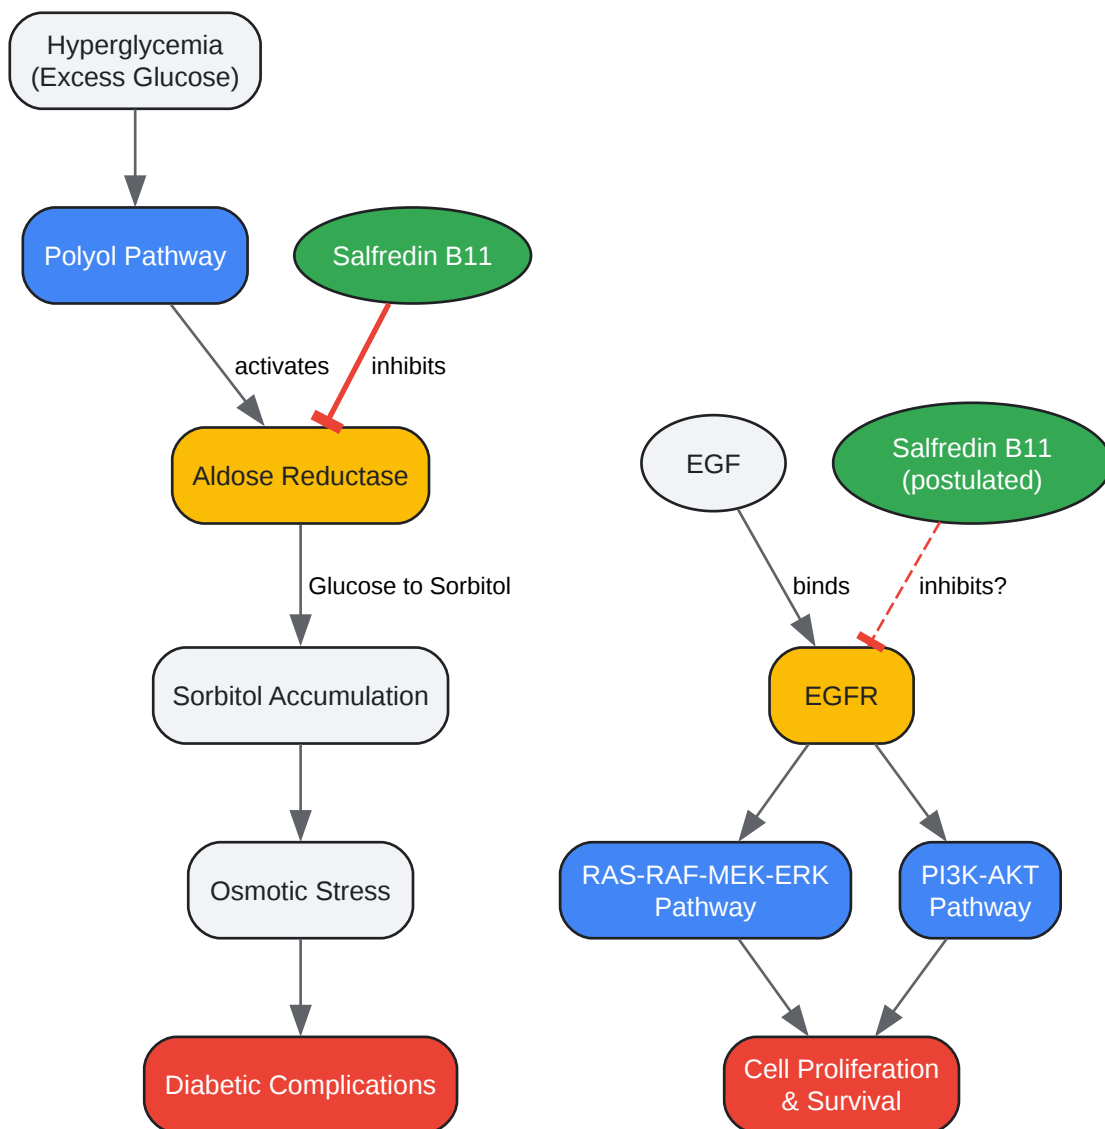 Hyperglycemia
(Excess Glucose)
Polyol Pathway
Salfredin B11
activates
inhibits
Aldose Reductase
Glucose to Sorbitol
Sorbitol Accumulation
Osmotic Stress
Diabetic Complications
EGF
Salfredin B11
(postulated)
binds
inhibits?
EGFR
RAS-RAF-MEK-ERK
Pathway
PI3K-AKT
Pathway
Cell Proliferation
& Survival